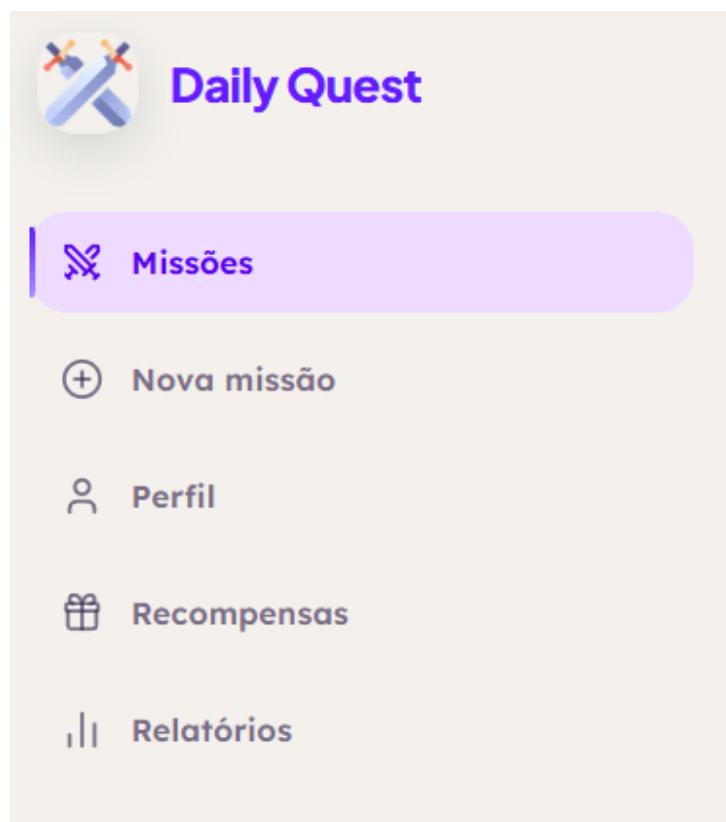 Daily Quest
Missões
Nova missão
Perfil
Recompensas
Relatórios